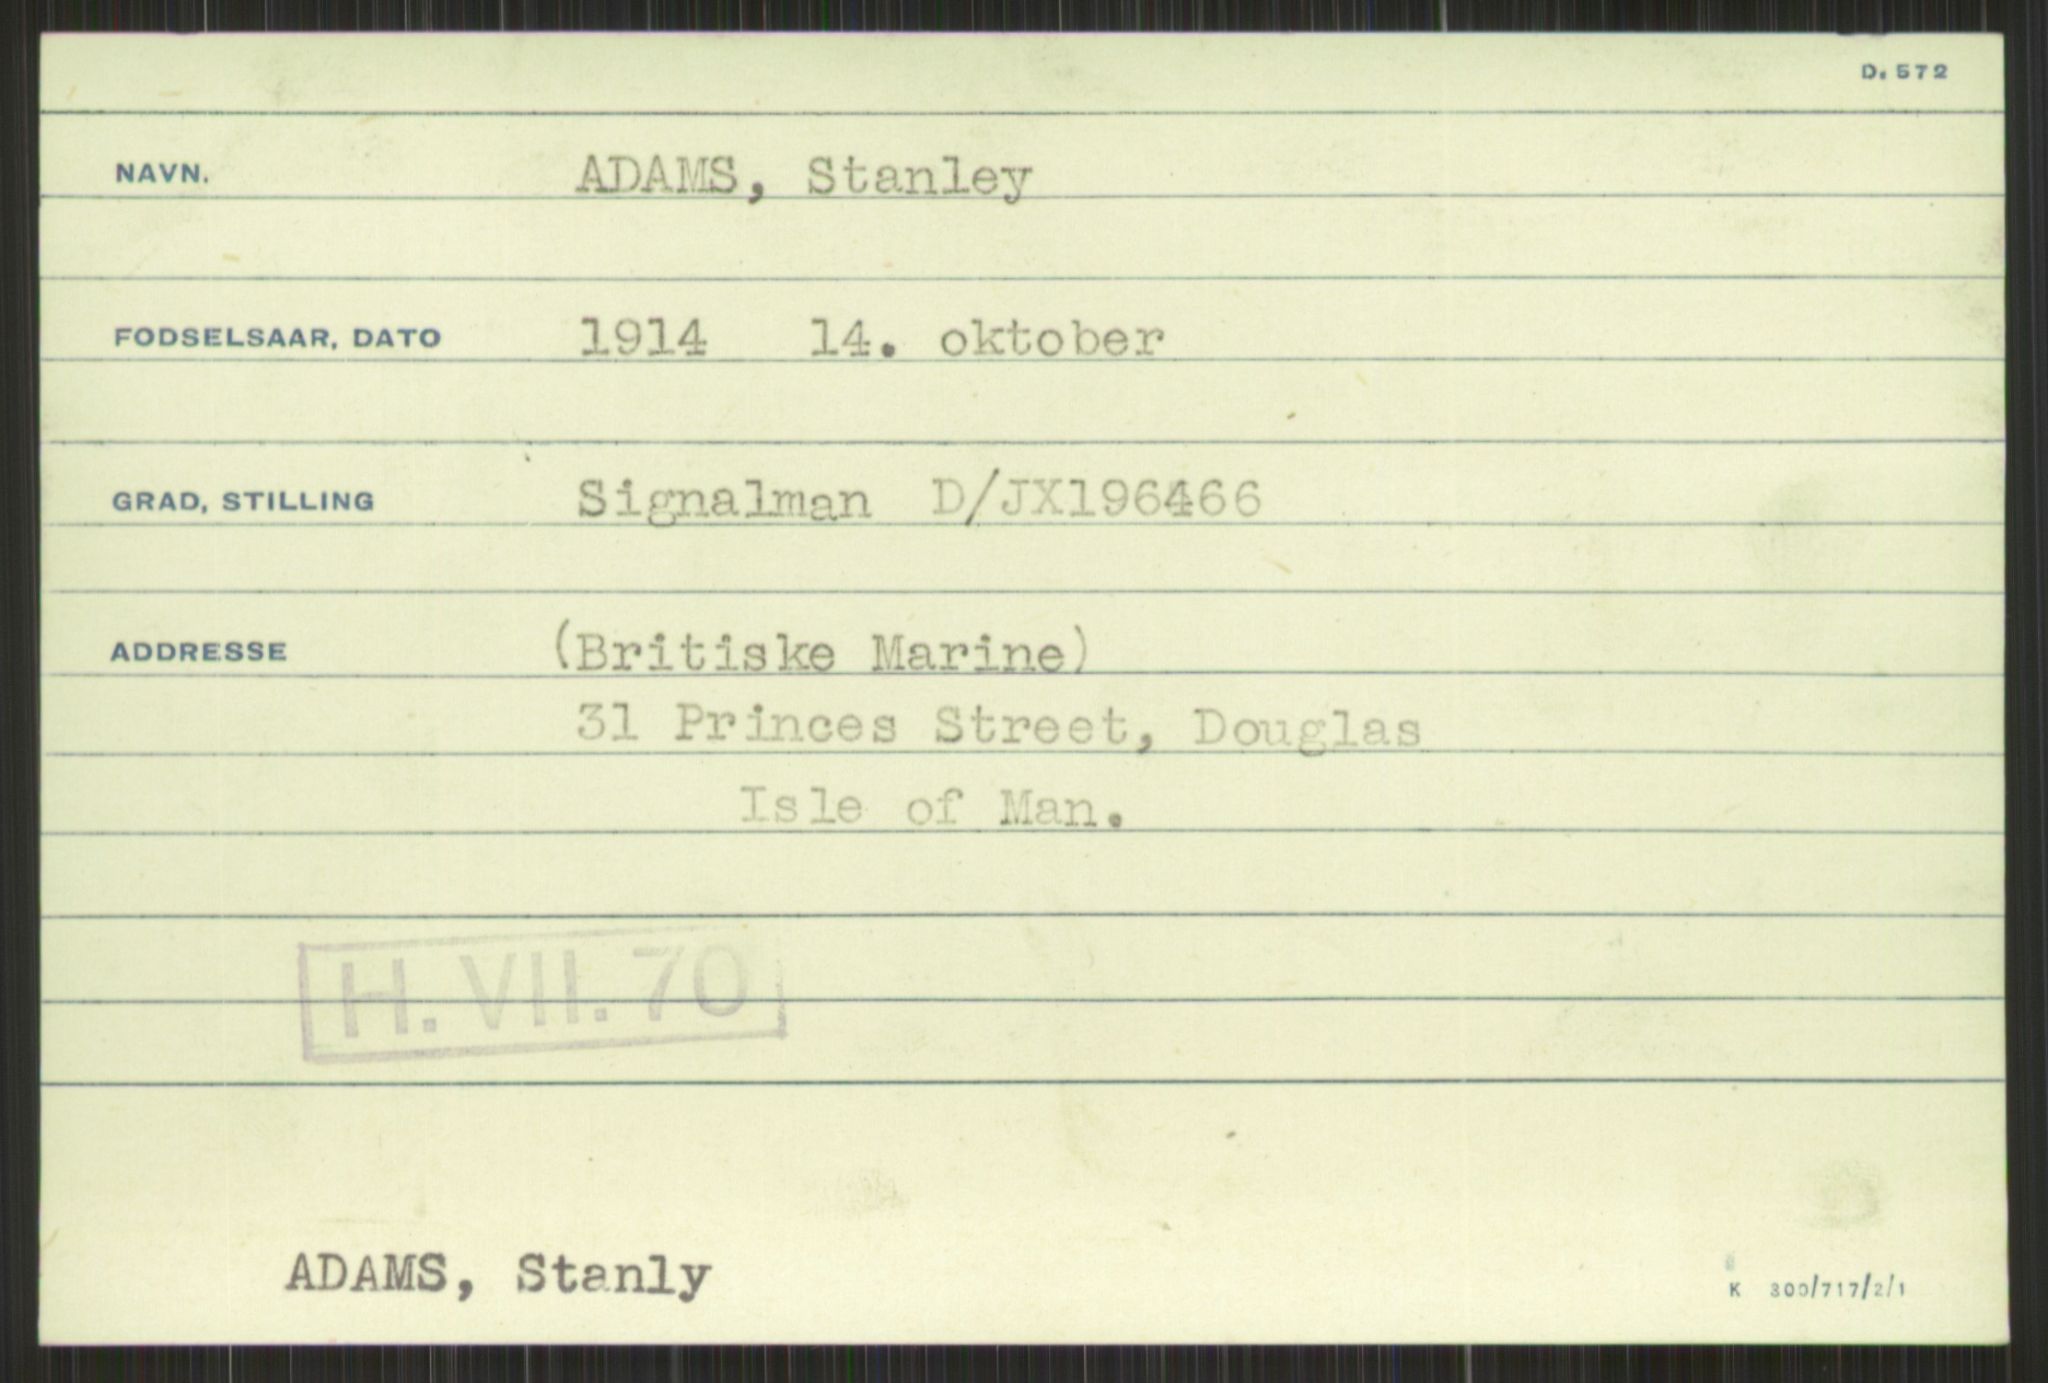 D. 572
NAVN. ADAMS, Stanley
FODSELSAAR, DATO 1914 14. oktober
GRAD, STILLING Signalman D/JX196466
ADDRESSE (Britiske Marine)
31 Princes Street, Douglas
Isle of Man.
H. VII. 70
ADAMS, Stanly
K 300/717/2/1